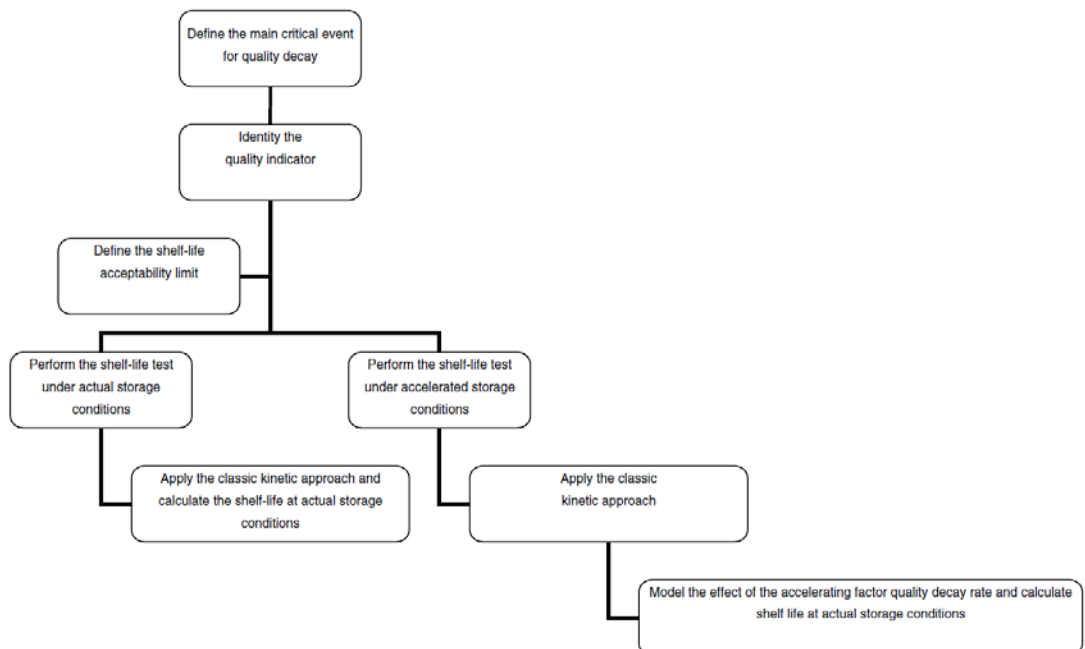 Define the main critical event
for quality decay
Identity the
quality indicator
Define the shelf-life
acceptability limit
Perform the shelf-life test
under actual storage
conditions
Perform the shelf-life test
under accelerated storage
conditions
Apply the classic kinetic approach and
calculate the shelf-life at actual storage
conditions
Apply the classic
kinetic approach
Model the effect of the accelerating factor quality decay rate and calculate
shelf life at actual storage conditions